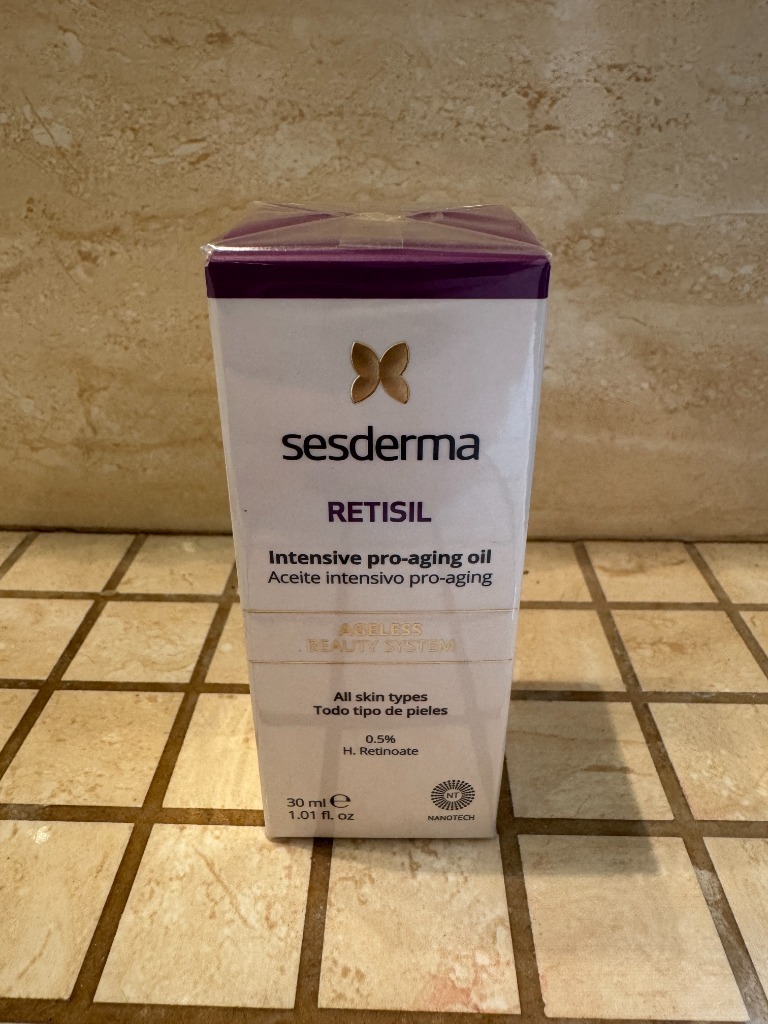 sesderma
RETISIL
Intensive pro-aging oil
Aceite intensivo pro-aging
AGELESS
BEAUTY SYSTEM
All skin types
Todo tipo de pieles
0.5%
H. Retinoate
30 ml ℮
1.01 fl. oz
NT
NANOTECH